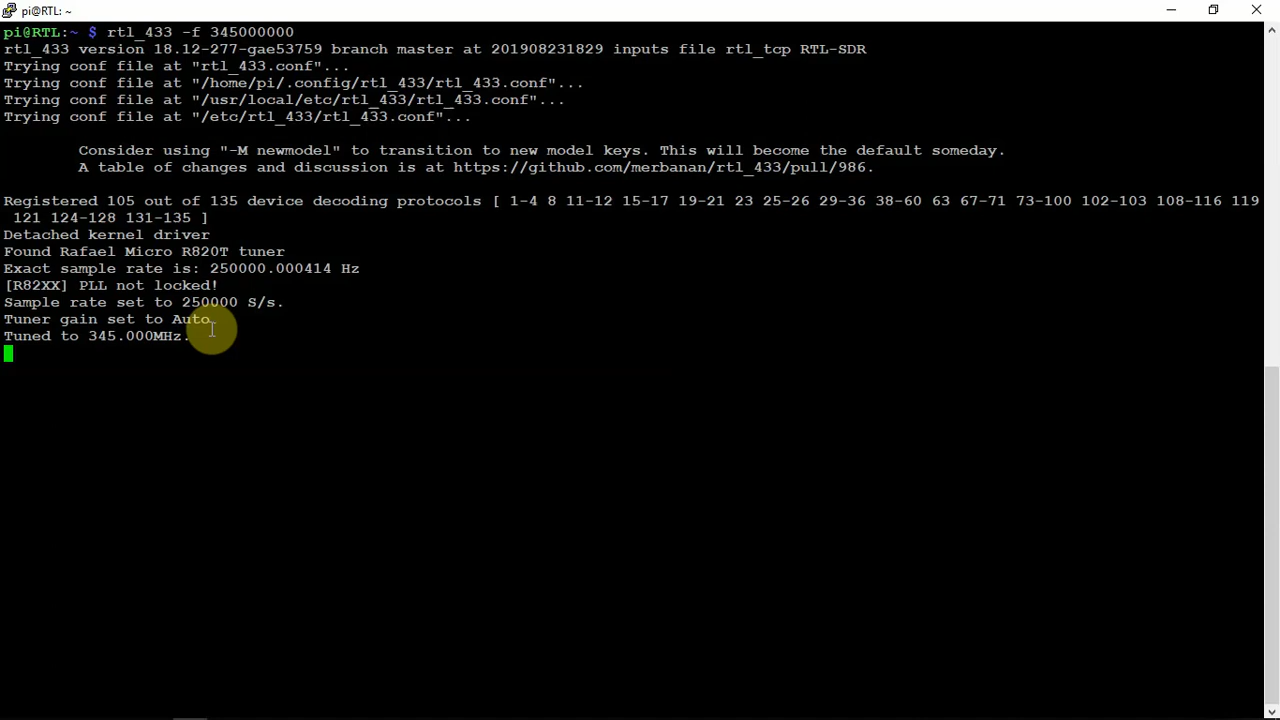 pi@RTL: ~
pi@RTL:~ $ rtl_433 -f 345000000
rtl_433 version 18.12-277-gae53759 branch master at 201908231829 inputs file rtl_tcp RTL-SDR
Trying conf file at "rtl_433.conf"...
Trying conf file at "/home/pi/.config/rtl_433/rtl_433.conf"...
Trying conf file at "/usr/local/etc/rtl_433/rtl_433.conf"...
Trying conf file at "/etc/rtl_433/rtl_433.conf"...
Consider using "-M newmodel" to transition to new model keys. This will become the default someday.
A table of changes and discussion is at https://github.com/merbanan/rtl_433/pull/986.
Registered 105 out of 135 device decoding protocols [ 1-4 8 11-12 15-17 19-21 23 25-26 29-36 38-60 63 67-71 73-100 102-103 108-116 119
121 124-128 131-135 ]
Detached kernel driver
Found Rafael Micro R820T tuner
Exact sample rate is: 250000.000414 Hz
[R82XX] PLL not locked!
Sample rate set to 250000 S/s.
Tuner gain set to Auto.
Tuned to 345.000MHz.